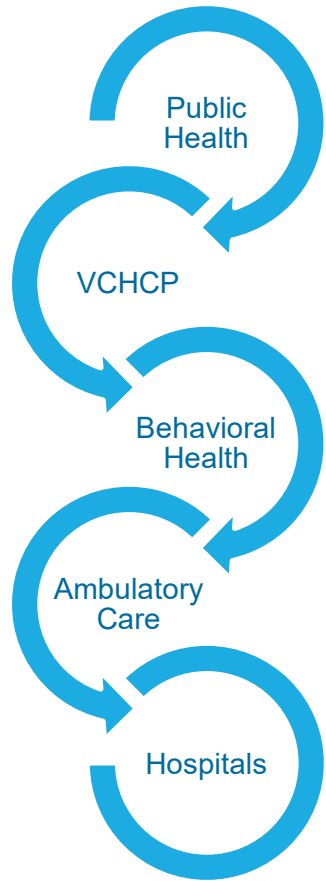 Public
Health
VCHCP
Behavioral
Health
Ambulatory
Care
Hospitals